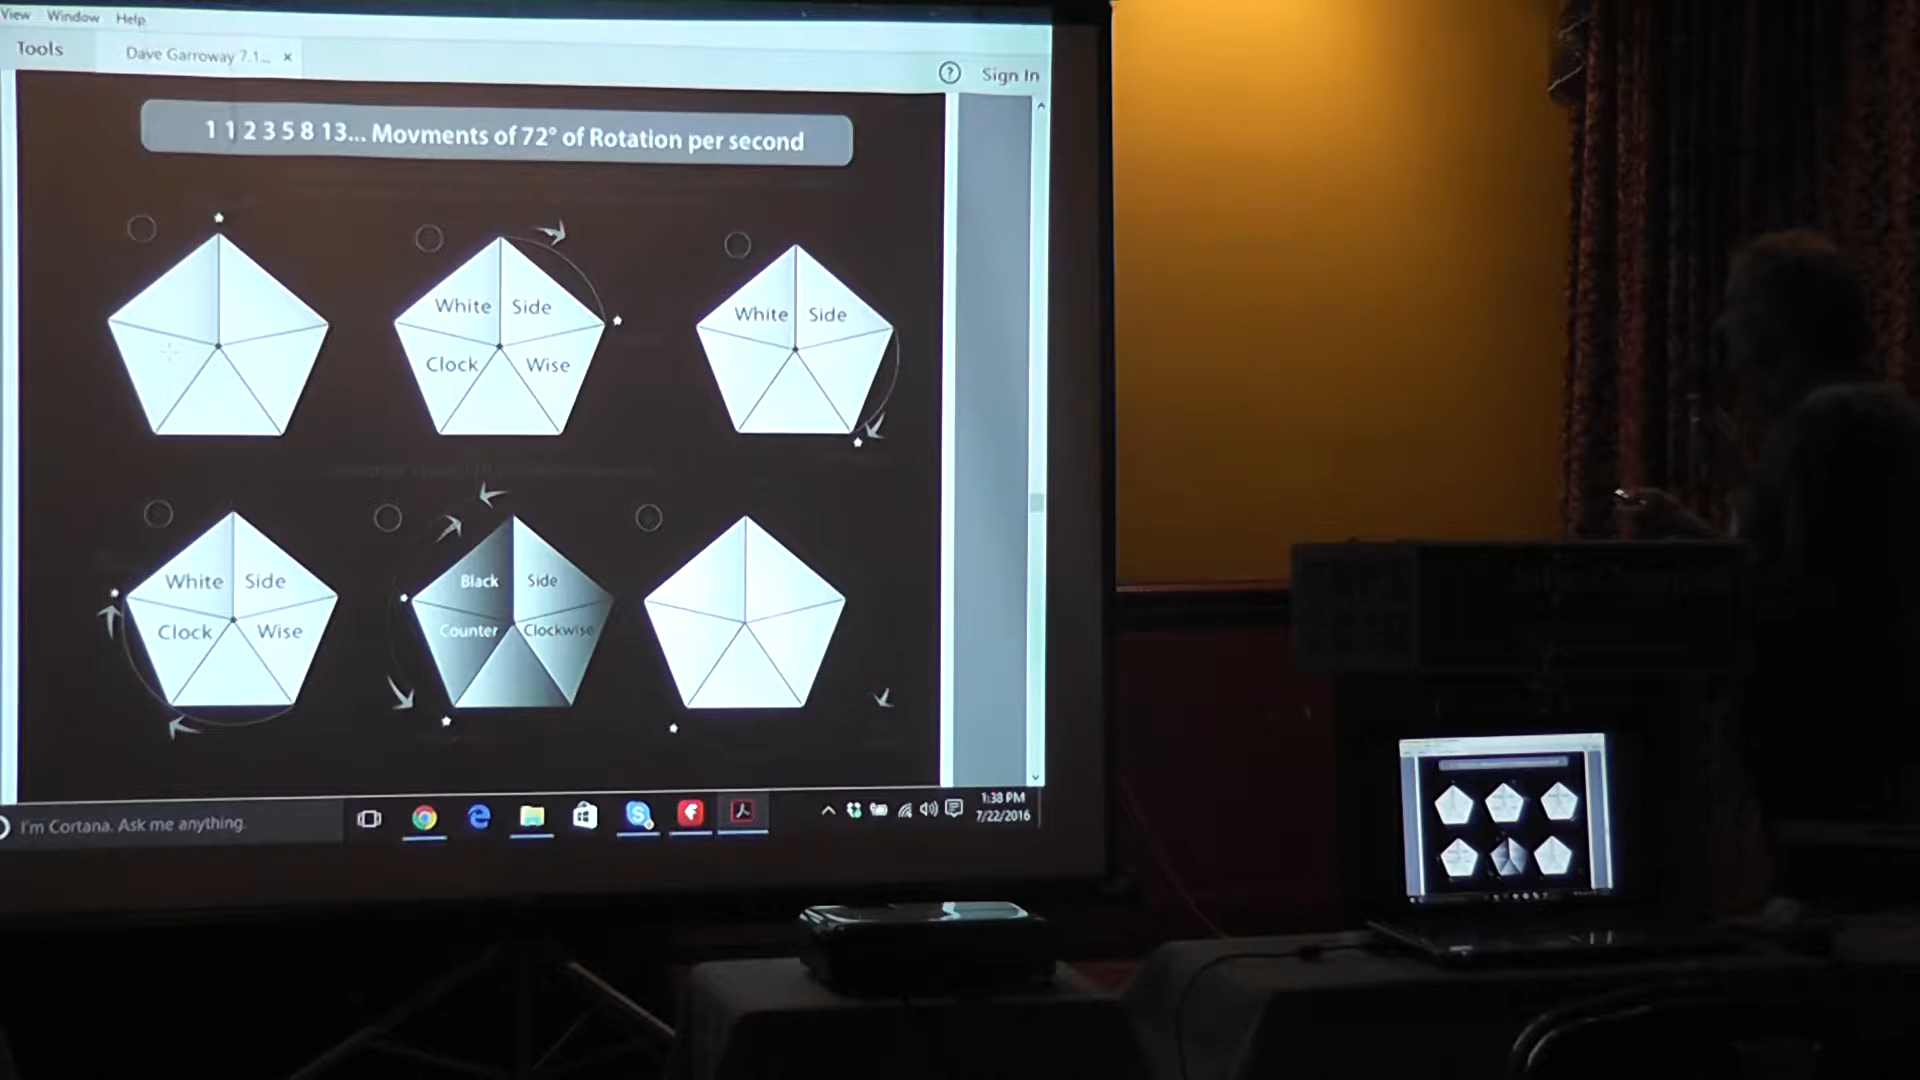 View Window Help
Tools
Dave Garroway 7.1... ×
? Sign In
1 1 2 3 5 8 13... Movments of 72° of Rotation per second
White Side
Clock Wise
White Side
White Side
Clock Wise
Black Side
Counter Clockwise
I'm Cortana. Ask me anything.
1:38 PM
7/22/2016